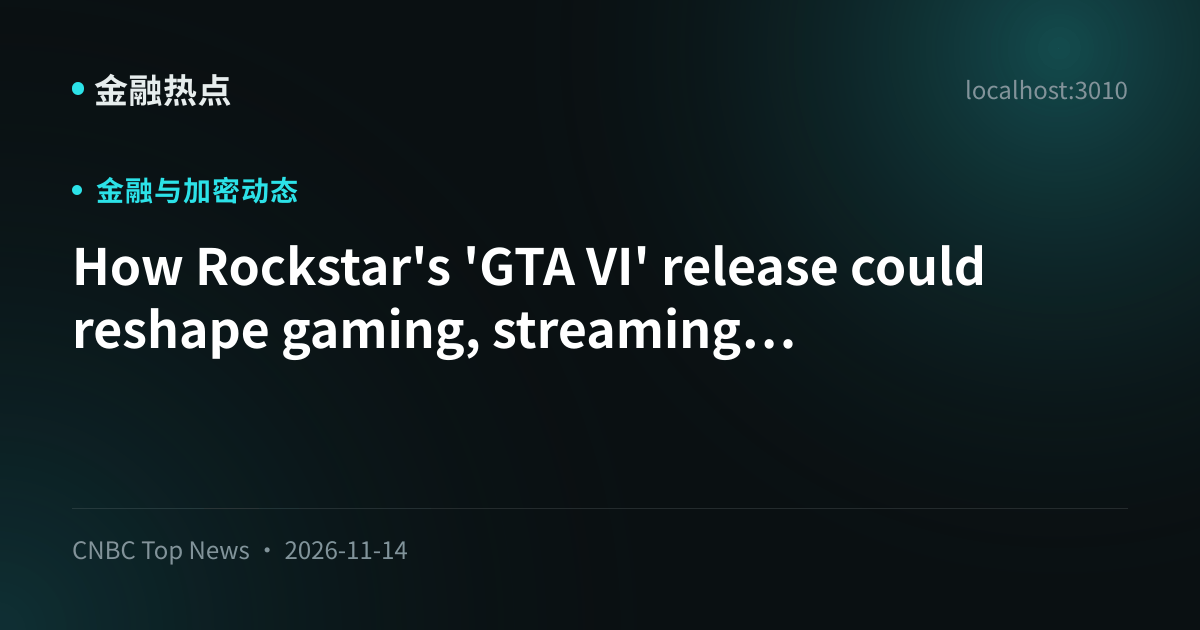 金融热点
localhost:3010
金融与加密动态
How Rockstar's 'GTA VI' release could
reshape gaming, streaming…
CNBC Top News · 2026-11-14